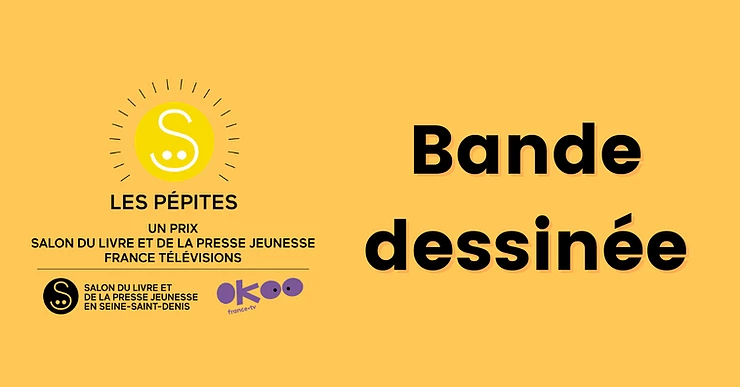 LES PÉPITES
UN PRIX
SALON DU LIVRE ET DE LA PRESSE JEUNESSE
FRANCE TÉLÉVISIONS
SALON DU LIVRE ET
DE LA PRESSE JEUNESSE
EN SEINE-SAINT-DENIS
OKOO
france•tv
Bande
dessinée